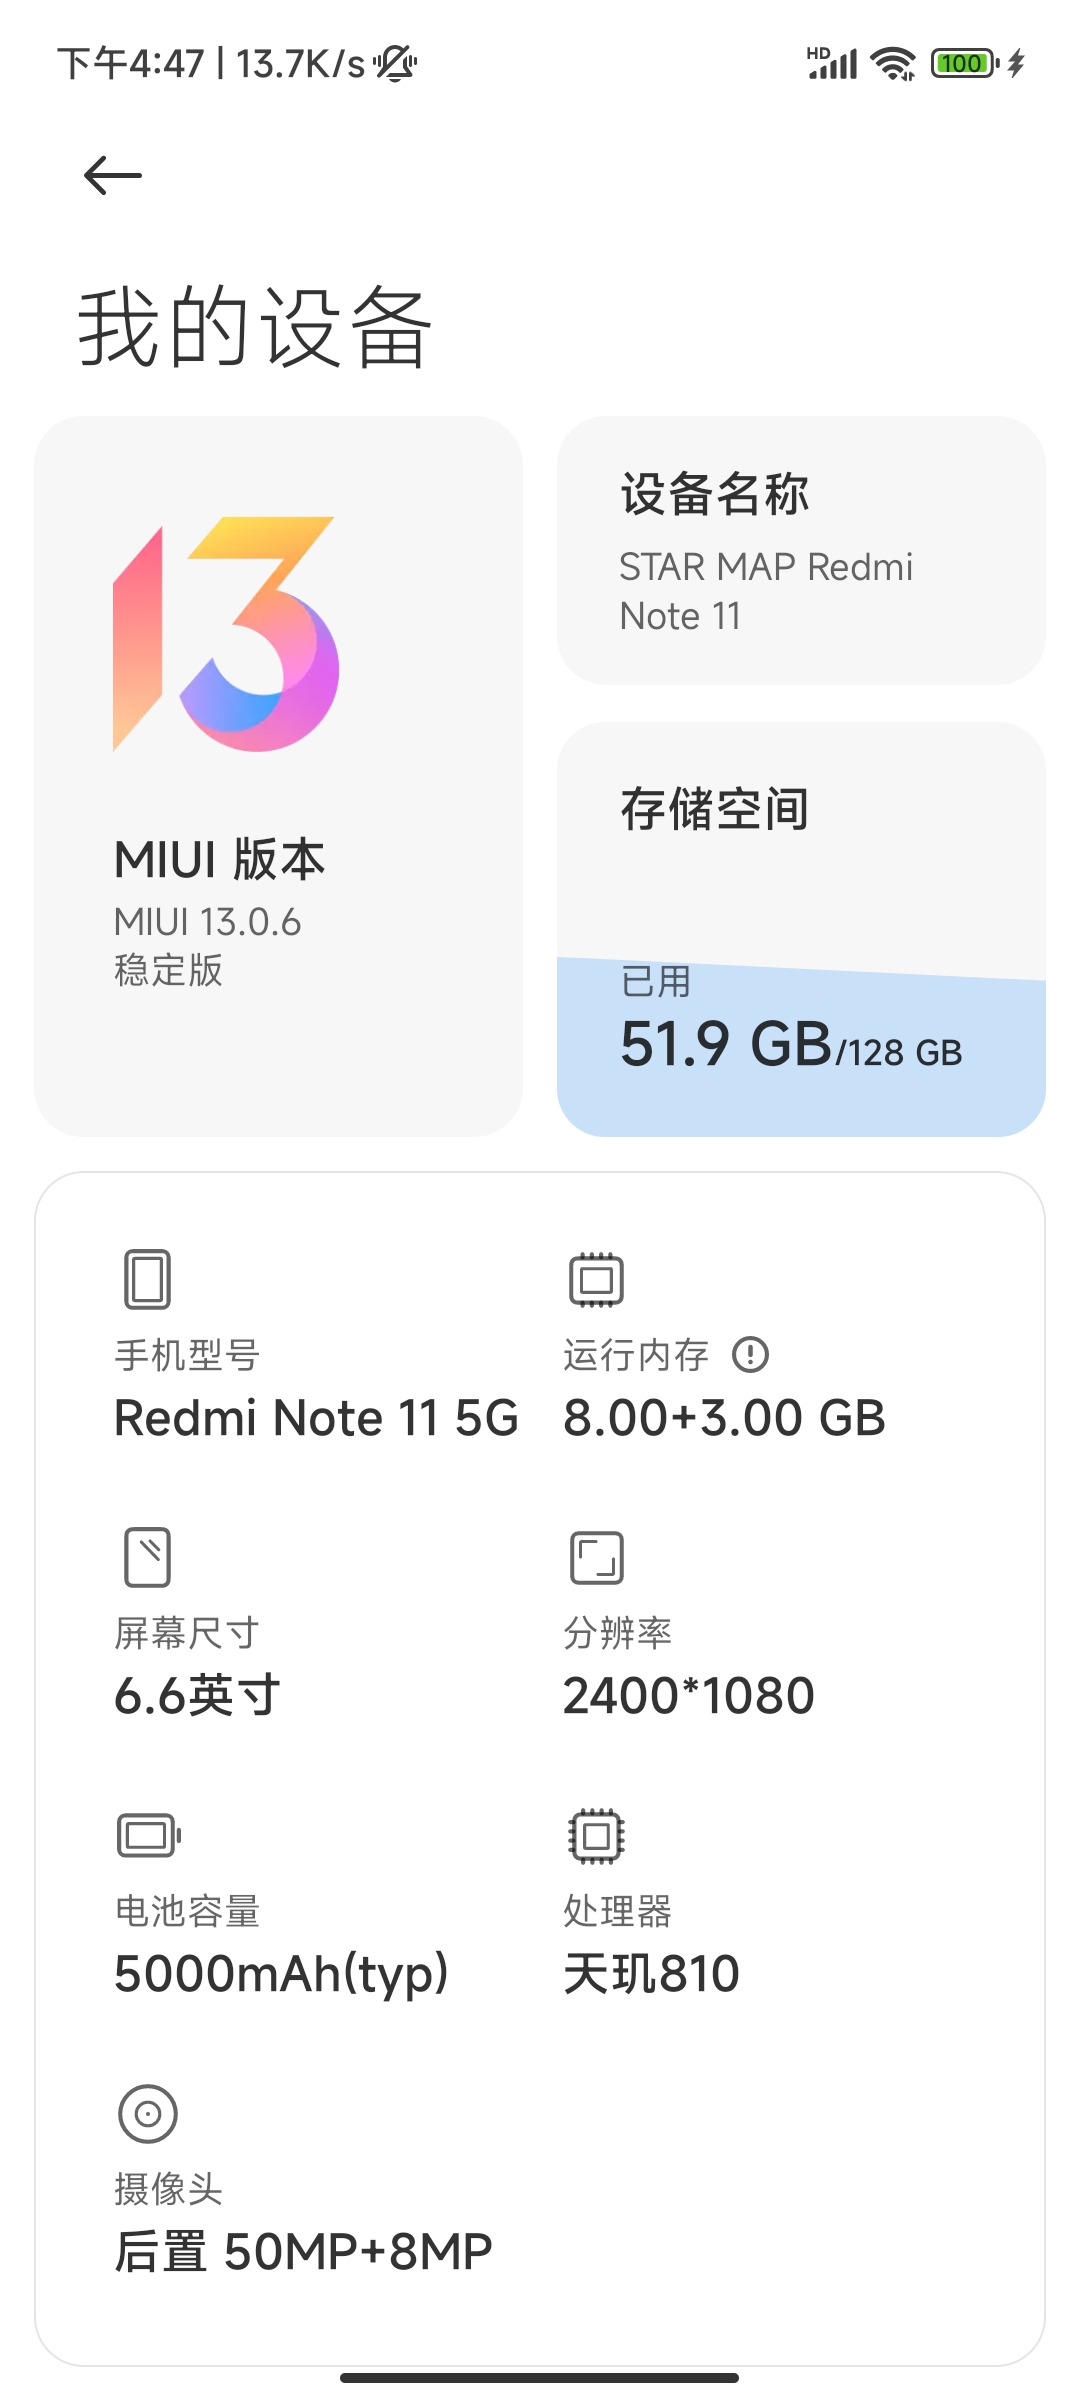 下午4:47 | 13.7K/s
HD
100
我的设备
13
MIUI 版本
MIUI 13.0.6
稳定版
设备名称
STAR MAP Redmi
Note 11
存储空间
已用
51.9 GB/128 GB
手机型号
Redmi Note 11 5G
运行内存
8.00+3.00 GB
屏幕尺寸
6.6英寸
分辨率
2400*1080
电池容量
5000mAh(typ)
处理器
天玑810
摄像头
后置 50MP+8MP